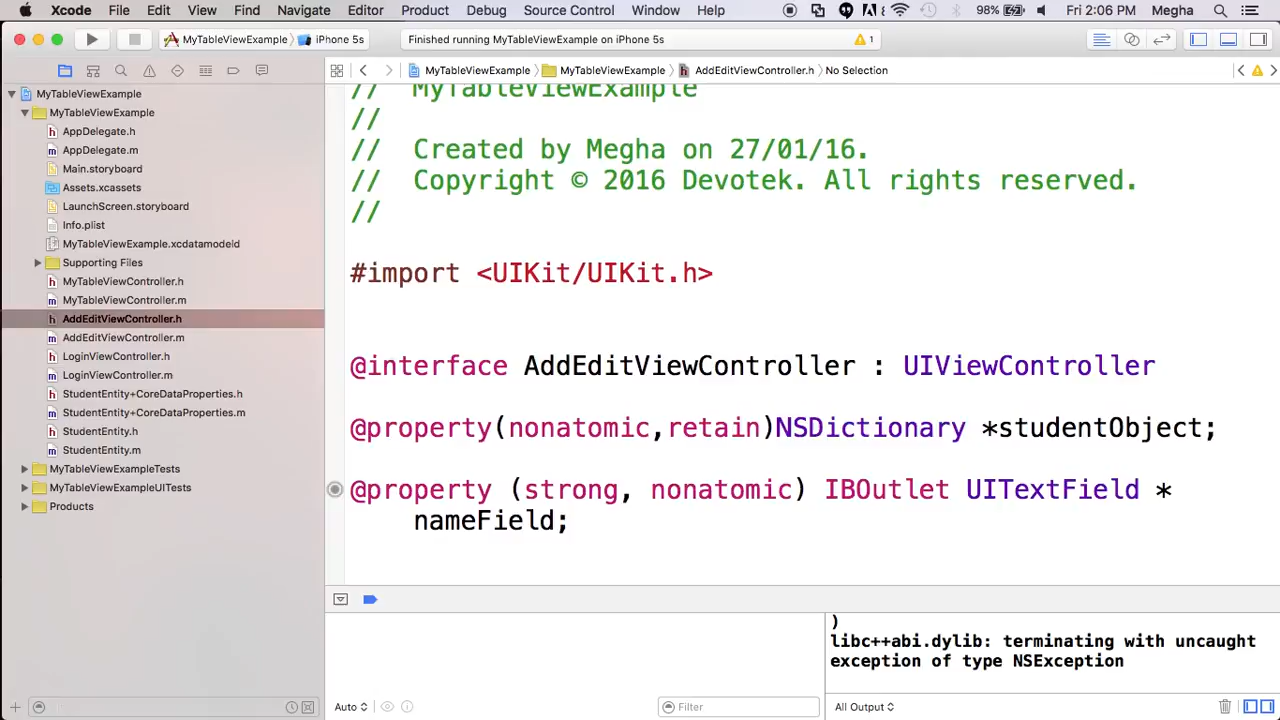 Xcode File Edit View Find Navigate Editor Product Debug Source Control Window Help 98% Fri 2:06 PM Megha
MyTableViewExample iPhone 5s Finished running MyTableViewExample on iPhone 5s 1
MyTableViewExample MyTableViewExample AddEditViewController.h No Selection
MyTableViewExample
MyTableViewExample
AppDelegate.h
AppDelegate.m
Main.storyboard
Assets.xcassets
LaunchScreen.storyboard
Info.plist
MyTableViewExample.xcdatamodeld
Supporting Files
MyTableViewController.h
MyTableViewController.m
AddEditViewController.h
AddEditViewController.m
LoginViewController.h
LoginViewController.m
StudentEntity+CoreDataProperties.h
StudentEntity+CoreDataProperties.m
StudentEntity.h
StudentEntity.m
MyTableViewExampleTests
MyTableViewExampleUITests
Products
// MyTableViewExample
//
// Created by Megha on 27/01/16.
// Copyright © 2016 Devotek. All rights reserved.
//
#import <UIKit/UIKit.h>
@interface AddEditViewController : UIViewController
@property(nonatomic,retain)NSDictionary *studentObject;
@property (strong, nonatomic) IBOutlet UITextField *
nameField;
)
libc++abi.dylib: terminating with uncaught
exception of type NSException
Auto Filter All Output